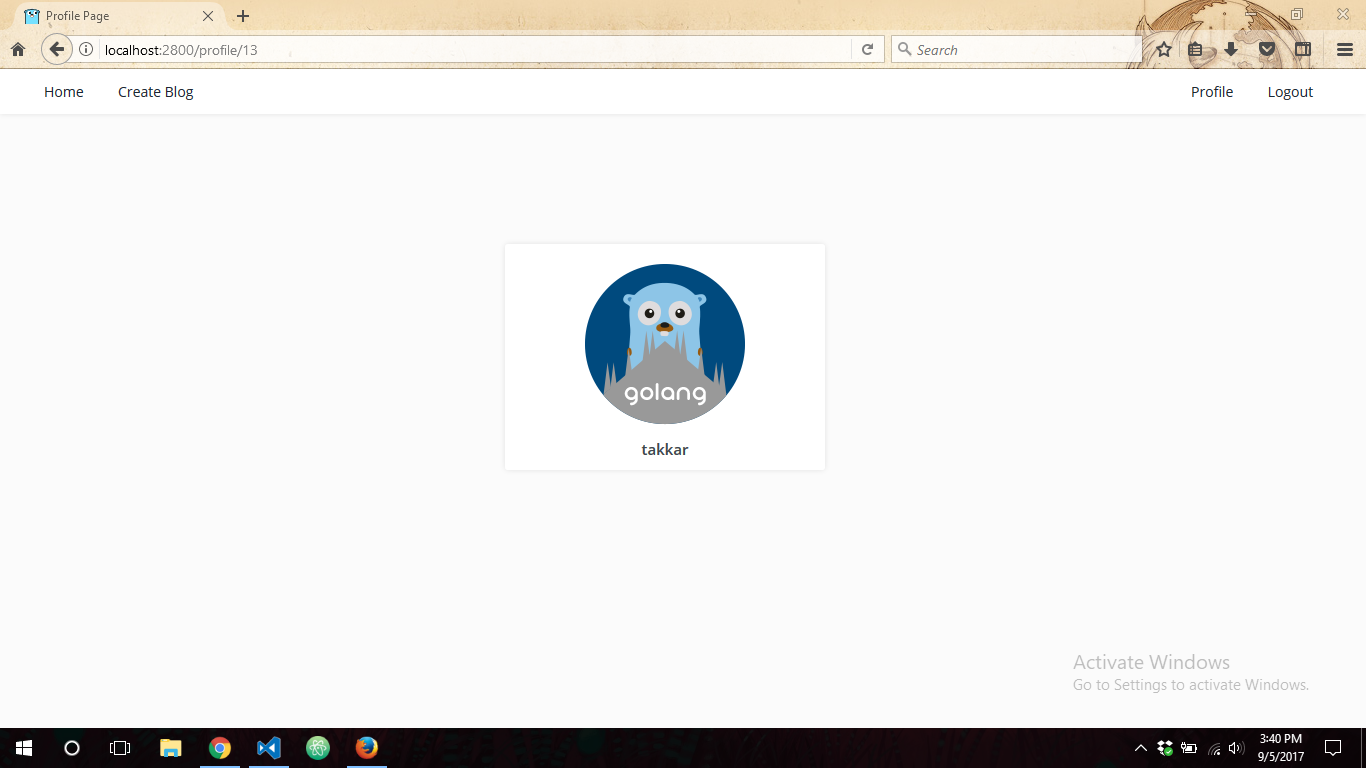 Profile Page
localhost:2800/profile/13
Search
Home Create Blog Profile Logout
golang
takkar
Activate Windows
Go to Settings to activate Windows.
3:40 PM
9/5/2017